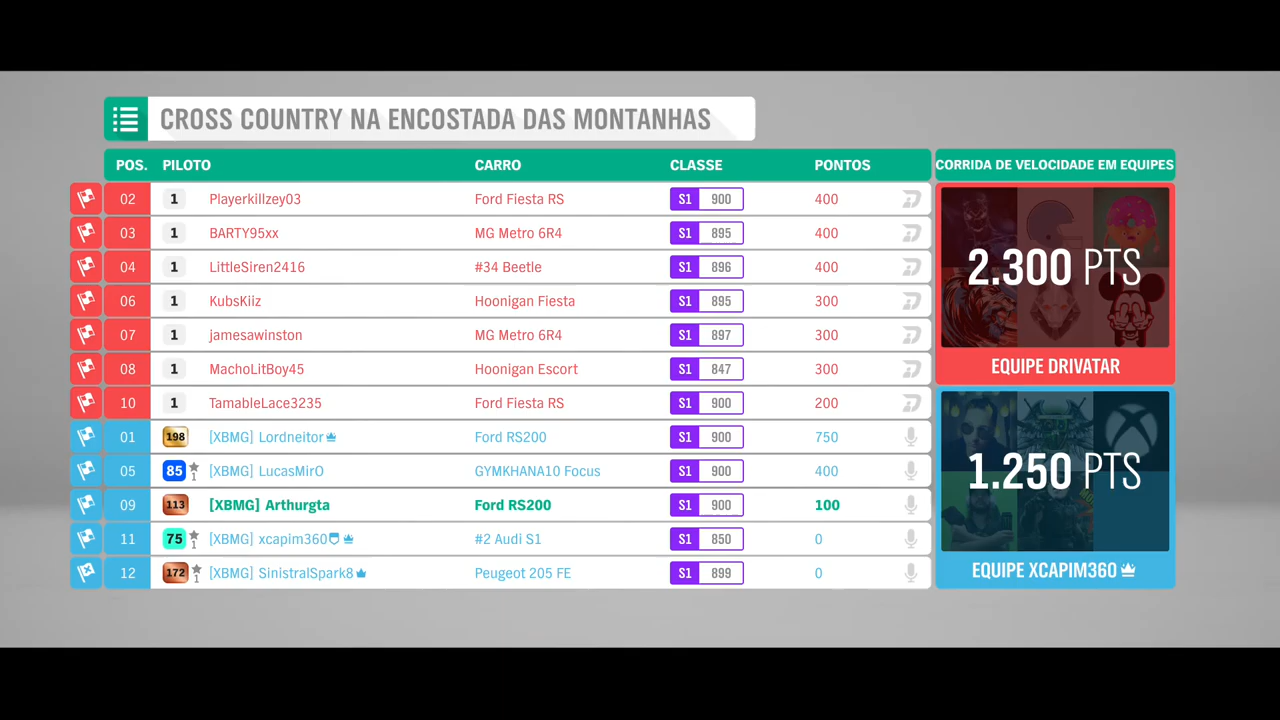 CROSS COUNTRY NA ENCOSTADA DAS MONTANHAS
POS. PILOTO CARRO CLASSE PONTOS CORRIDA DE VELOCIDADE EM EQUIPES
02 1 Playerkillzey03 Ford Fiesta RS S1 900 400
03 1 BARTY95xx MG Metro 6R4 S1 895 400
04 1 LittleSiren2416 #34 Beetle S1 896 400
06 1 KubsKiiz Hoonigan Fiesta S1 895 300
07 1 jamesawinston MG Metro 6R4 S1 897 300
08 1 MachoLitBoy45 Hoonigan Escort S1 847 300
10 1 TamableLace3235 Ford Fiesta RS S1 900 200
01 198 [XBMG] Lordneitor Ford RS200 S1 900 750
05 85 1 [XBMG] LucasMirO GYMKHANA10 Focus S1 900 400
09 113 [XBMG] Arthurgta Ford RS200 S1 900 100
11 75 1 [XBMG] xcapim360 #2 Audi S1 S1 850 0
12 172 1 [XBMG] SinistralSpark8 Peugeot 205 FE S1 899 0
2.300 PTS
EQUIPE DRIVATAR
1.250 PTS
EQUIPE XCAPIM360